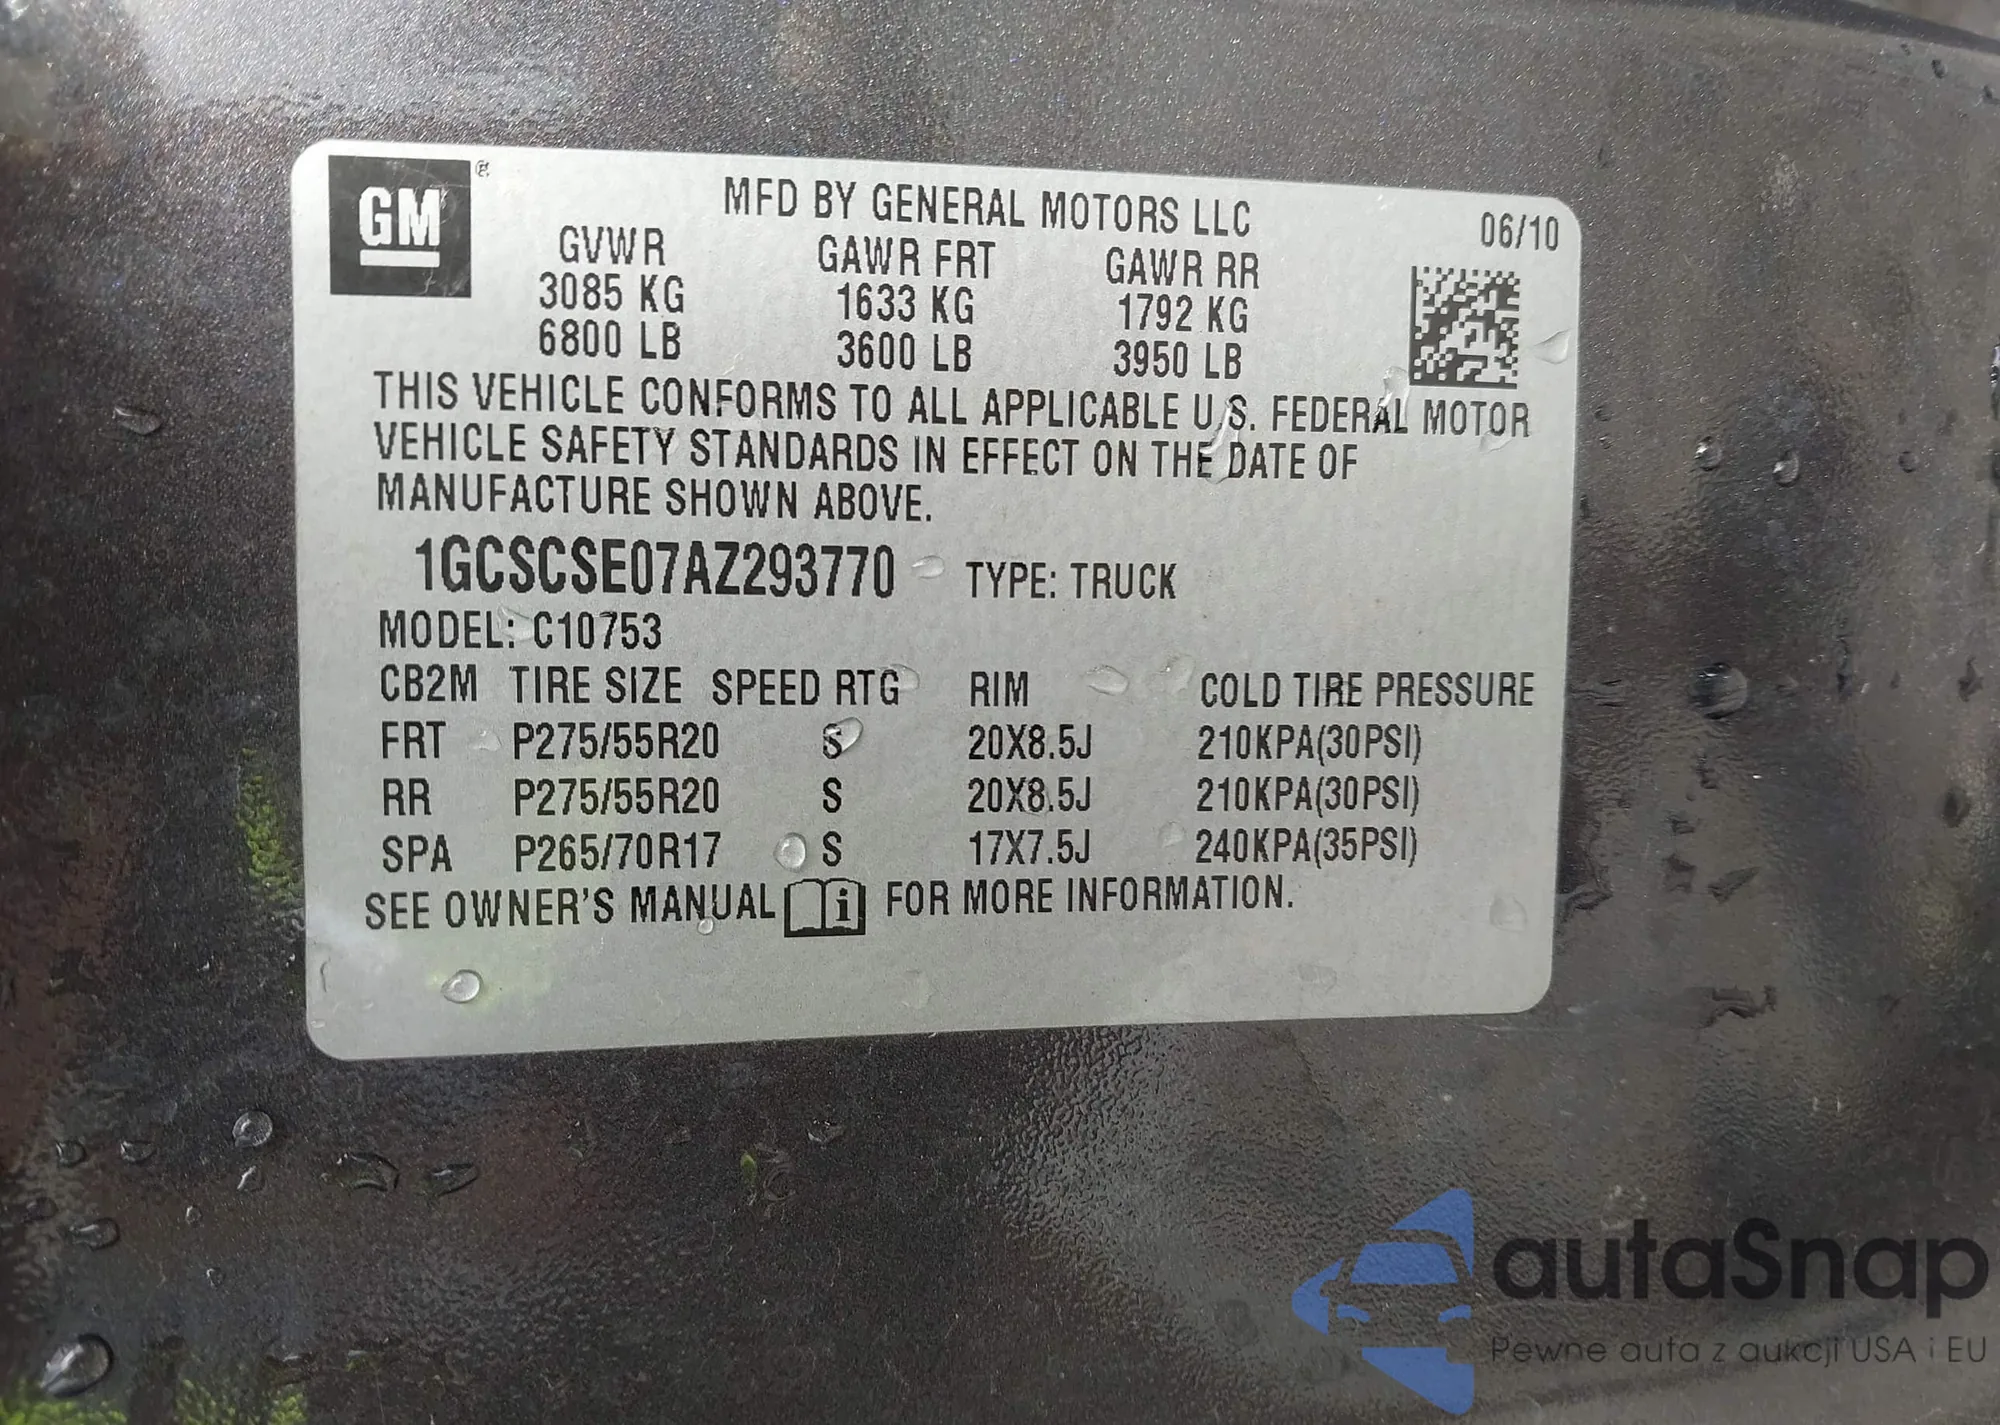 GM
MFD BY GENERAL MOTORS LLC
06/10
GVWR GAWR FRT GAWR RR
3085 KG 1633 KG 1792 KG
6800 LB 3600 LB 3950 LB
THIS VEHICLE CONFORMS TO ALL APPLICABLE U.S. FEDERAL MOTOR
VEHICLE SAFETY STANDARDS IN EFFECT ON THE DATE OF
MANUFACTURE SHOWN ABOVE.
1GCSCSE07AZ293770 TYPE: TRUCK
MODEL: C10753
CB2M TIRE SIZE SPEED RTG RIM COLD TIRE PRESSURE
FRT P275/55R20 S 20X8.5J 210KPA(30PSI)
RR P275/55R20 S 20X8.5J 210KPA(30PSI)
SPA P265/70R17 S 17X7.5J 240KPA(35PSI)
SEE OWNER'S MANUAL i FOR MORE INFORMATION.
autaSnap
Pewne auta z aukcji USA i EU